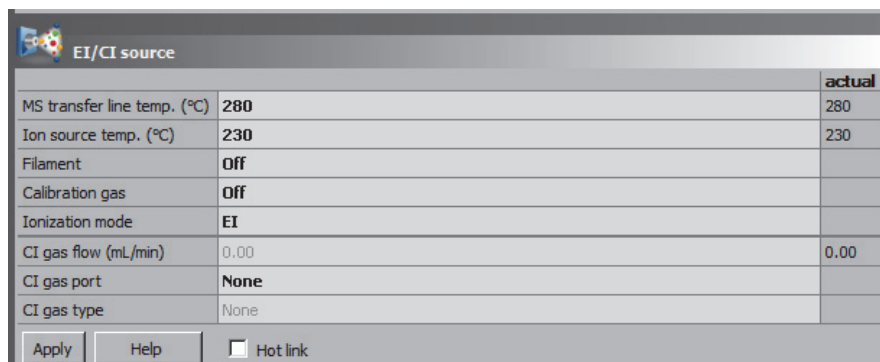 EI/CI source
actual
MS transfer line temp. (ºC) 280 280
Ion source temp. (ºC) 230 230
Filament Off
Calibration gas Off
Ionization mode EI
CI gas flow (mL/min) 0.00 0.00
CI gas port None
CI gas type None
Apply Help Hot link